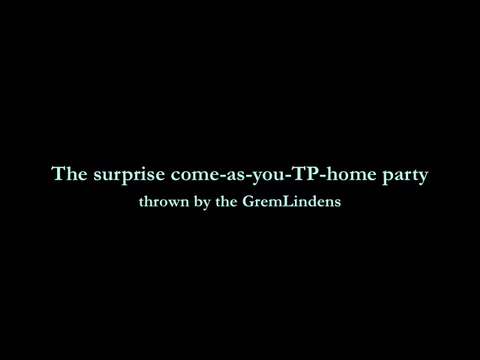 The surprise come-as-you-TP-home party
thrown by the GremLindens